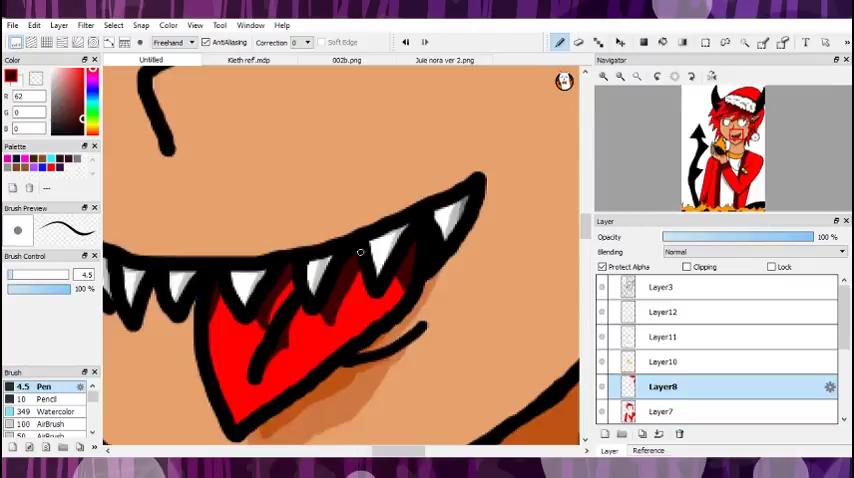 File Edit Layer Filter Select Snap Color View Tool Window Help
Freehand AntiAliasing Correction 0 Soft Edge
Untitled Kieth ref.mdp 002b.png Juie nora ver 2.png
Color
R 62
G 0
B 0
Palette
---
Brush Preview
Brush Control
4.5
100 %
Brush
4.5 Pen
10 Pencil
349 Watercolor
100 AirBrush
50 AirBrush
Navigator
Layer
Opacity 100 %
Blending Normal
Protect Alpha Clipping Lock
Layer3
Layer12
Layer11
Layer10
Layer8
Layer7
Layer Reference